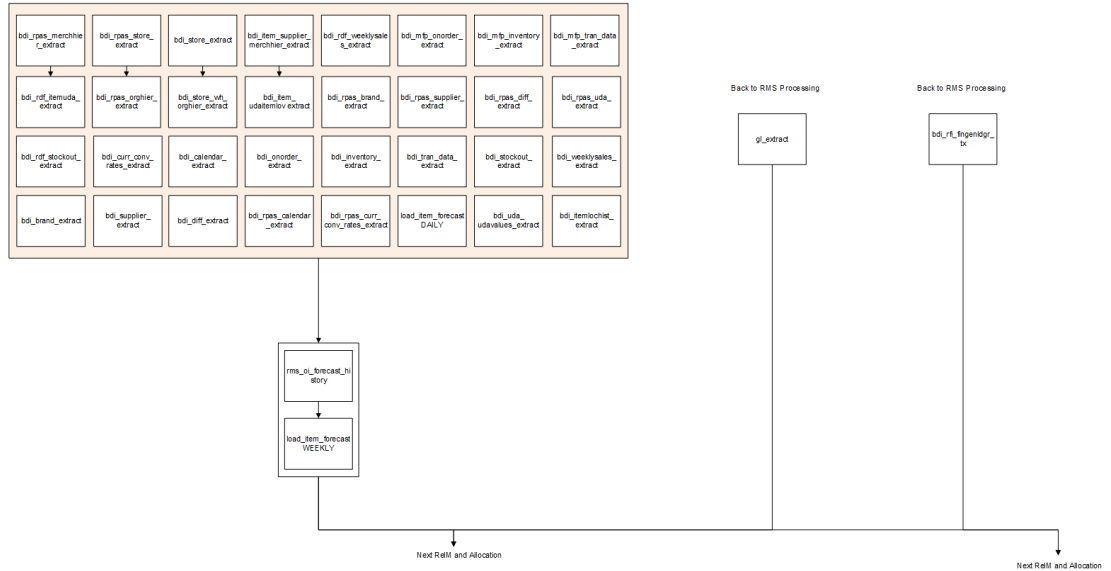 bdi_rpas_merchhier_extract
bdi_rpas_store_
extract
bdi_store_extract
bdi_item_supplier_
merchhier_extract
bdi_rdf_weeklysale
s_extract
bdi_mfp_onorder_
extract
bdi_mfp_inventory
_extract
bdi_mfp_tran_data
_extract
bdi_rdf_itemuda_
extract
bdi_rpas_orghier_
extract
bdi_store_wh_
orghier_extract
bdi_item_
udaitemlov extract
bdi_rpas_brand_
extract
bdi_rpas_supplier_
extract
bdi_rpas_diff_
extract
bdi_rpas_uda_
extract
bdi_rdf_stockout_
extract
bdi_curr_conv_
rates_extract
bdi_calendar_
extract
bdi_onorder_
extract
bdi_inventory_
extract
bdi_tran_data_
extract
bdi_stockout_
extract
bdi_weeklysales_
extract
bdi_brand_extract
bdi_supplier_
extract
bdi_diff_extract
bdi_rpas_calendar
_extract
bdi_rpas_curr_
conv_rates_extract
load_item_forecast
DAILY
bdi_uda_
udavalues_extract
bdi_itemlochist_
extract
Back to RMS Processing
gl_extract
Back to RMS Processing
bdi_rfi_fingenldgr_
tx
rms_oi_forecast_hi
story
load_item_forecast
WEEKLY
Next ReIM and Allocation
Next ReIM and Allocation